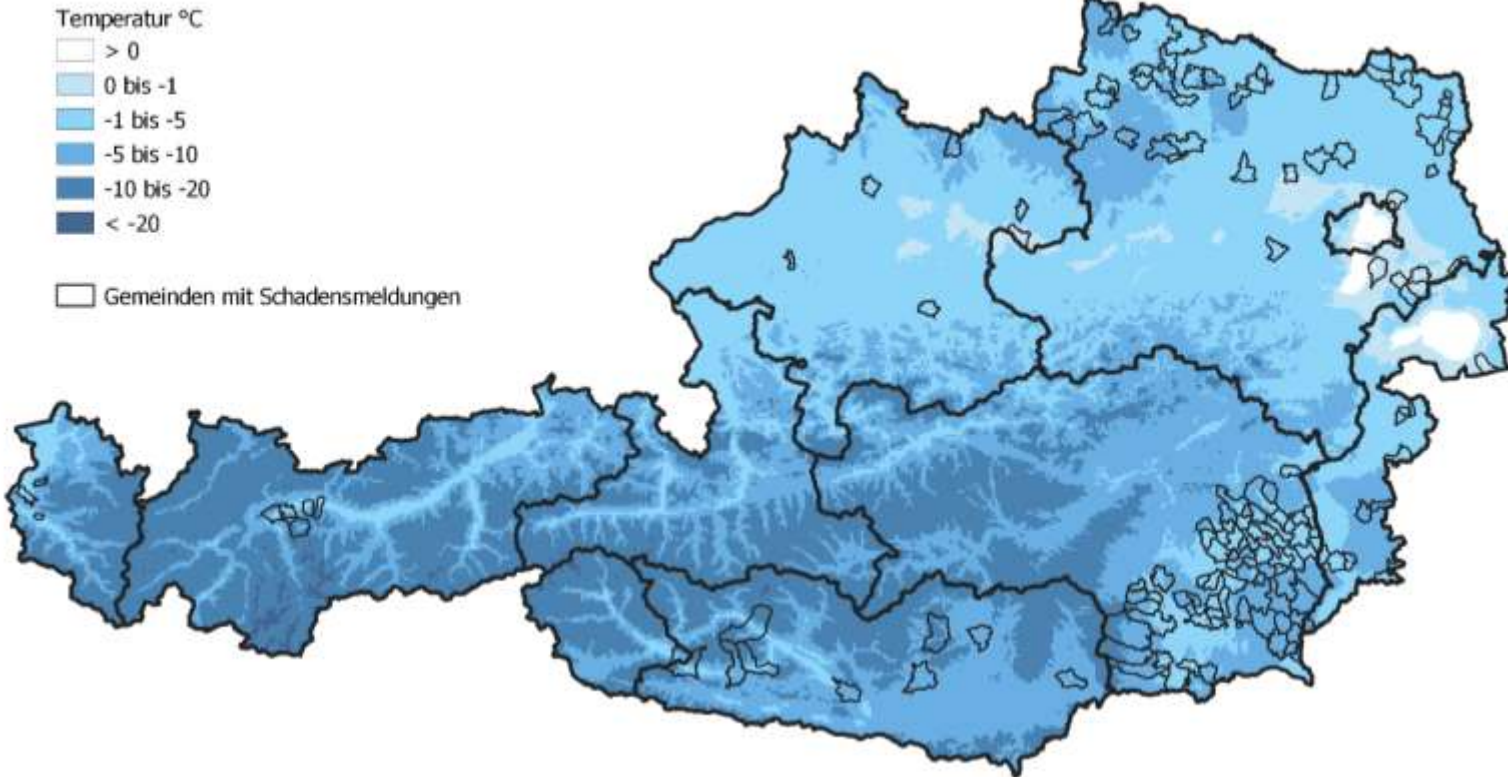 Temperatur °C
> 0
0 bis -1
-1 bis -5
-5 bis -10
-10 bis -20
< -20
Gemeinden mit Schadensmeldungen